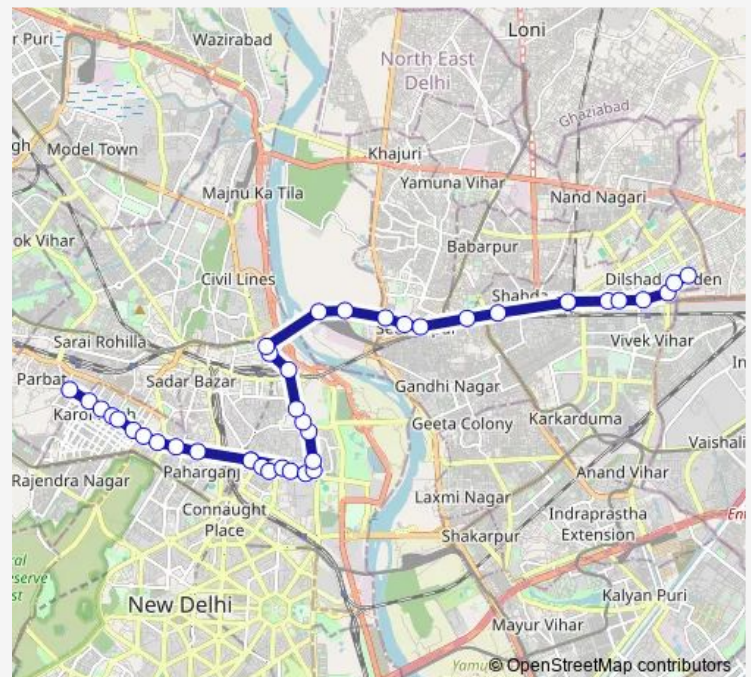 Loni
r Puri
Wazirabad
North East
Delhi
Ghaziabad
Model Town
Khajuri
Yamuna Vihar
Majnu Ka Tila
Nand Nagari
ok Vihar
Babarpur
Civil Lines
Dilshad
den
Shahda
Sarai Rohilla
Vivek Vihar
Parbat
Sadar Bazar
Gandhi Nagar
Geeta Colony
Karkarduma
Vaishali
Rajendra Nagar
Paharganj
Anand Vihar
Connaught
Place
Laxmi Nagar
Indraprastha
Extension
Shakarpur
New Delhi
Kalyan Puri
Mayur Vihar
© OpenStreetMap contributors